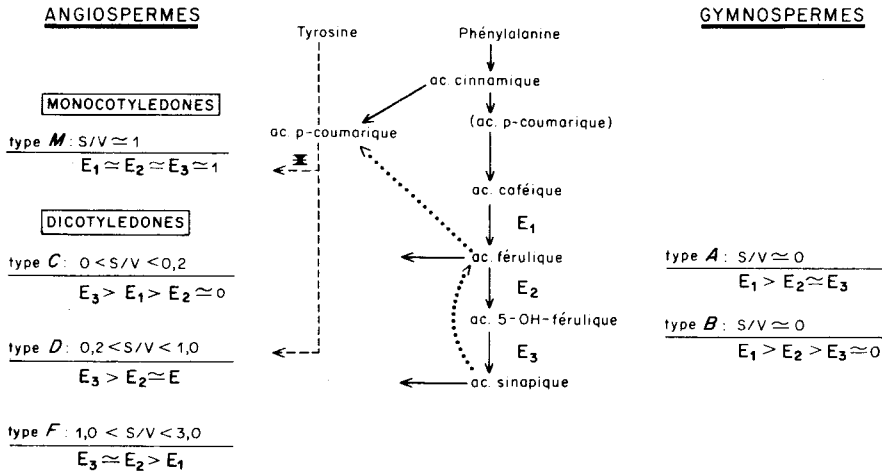 ANGIOSPERMES
MONOCOTYLEDONES
type M : S/V ≃ 1
E1 ≃ E2 ≃ E3 ≃ 1
DICOTYLEDONES
type C : 0 < S/V < 0,2
E3 > E1 > E2 ≃ 0
type D : 0,2 < S/V < 1,0
E3 > E2 ≃ E
type F : 1,0 < S/V < 3,0
E3 ≃ E2 > E1
Tyrosine
Phénylalanine
ac. cinnamique
ac. p-coumarique
(ac. p-coumarique)
ac. caféique
E1
ac. férulique
E2
ac. 5-OH-férulique
E3
ac. sinapique
GYMNOSPERMES
type A : S/V ≃ 0
E1 > E2 ≃ E3
type B : S/V ≃ 0
E1 > E2 > E3 ≃ 0